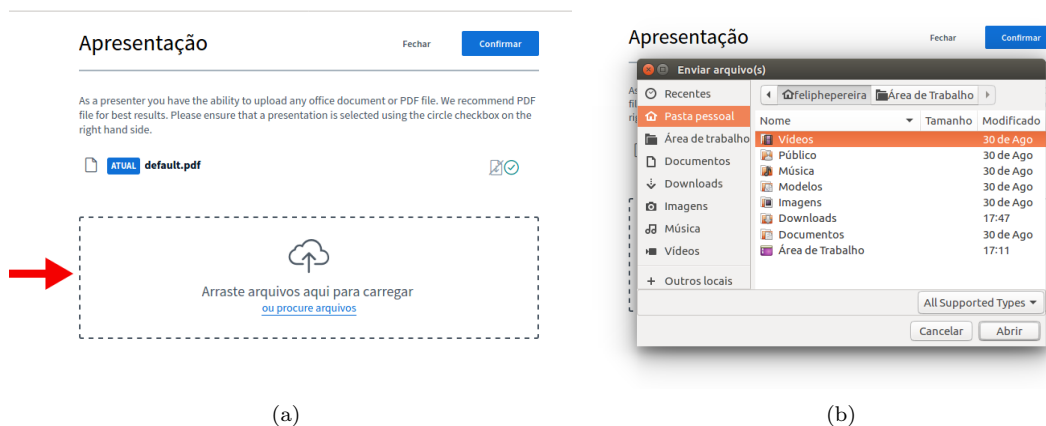 Apresentação
Fechar
Confirmar
As a presenter you have the ability to upload any office document or PDF file. We recommend PDF
file for best results. Please ensure that a presentation is selected using the circle checkbox on the
right hand side.
ATUAL default.pdf
Arraste arquivos aqui para carregar
ou procure arquivos
(a)
Apresentação
Fechar
Confirmar
Enviar arquivo(s)
Recentes
Pasta pessoal
Área de trabalho
Documentos
Downloads
Imagens
Música
Vídeos
+ Outros locais
feliphepereira Área de Trabalho
Nome Tamanho Modificado
Vídeos 30 de Ago
Público 30 de Ago
Música 30 de Ago
Modelos 30 de Ago
Imagens 30 de Ago
Downloads 17:47
Documentos 30 de Ago
Área de Trabalho 17:11
All Supported Types
Cancelar Abrir
(b)